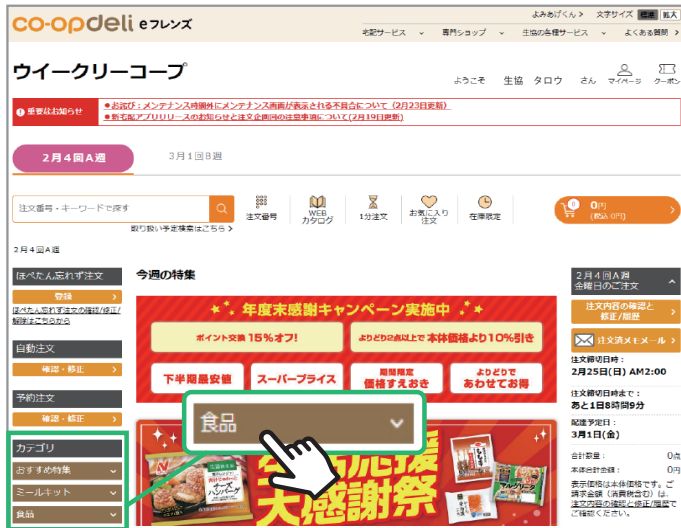 co-opdeli eフレンズ
よみあげくん > 文字サイズ 標準 拡大
宅配サービス 専門ショップ 生協の各種サービス よくある質問 >
ウイークリーコープ
ようこそ 生協 タロウ さん マイページ クーポン
重要なお知らせ
●お詫び：メンテナンス時間外にメンテナンス画面が表示される不具合について（2月23日更新）
●新宅配アプリリリースのお知らせと注文企画回の注意事項について(2月19日更新)
2月4回A週 3月1回B週
注文番号・キーワードで探す
注文番号
WEB
カタログ
1分注文
お気に入り
注文
在庫限定
0
0円
(税込 0円)
取り扱い予定検索はこちら >
2月4回A週
ほぺたん忘れず注文
登録
ほぺたん忘れず注文の確認/修正/
解除はこちらから
自動注文
確認・修正
予約注文
確認・修正
カテゴリ
おすすめ特集
ミールキット
食品
今週の特集
年度末感謝キャンペーン実施中
ポイント交換 15%オフ!
よりどり2点以上で 本体価格より10%引き
下半期最安値
スーパープライス
期間限定
価格すえおき
よりどりで
あわせてお得
食品
応援
大感謝祭
チーズ
ハンバーグ
2月4回A週
金曜日のご注文
注文内容の確認と
修正/履歴
注文済メモメール
注文締切日時：
2月25日(日) AM2:00
注文締切日時まで：
あと1日8時間9分
配達予定日：
3月1日(金)
合計数量： 0点
本体合計金額： 0円
表示価格は本体価格です。ご
請求金額（消費税含む）は、
注文内容の確認と修正/履歴で
ご確認ください。